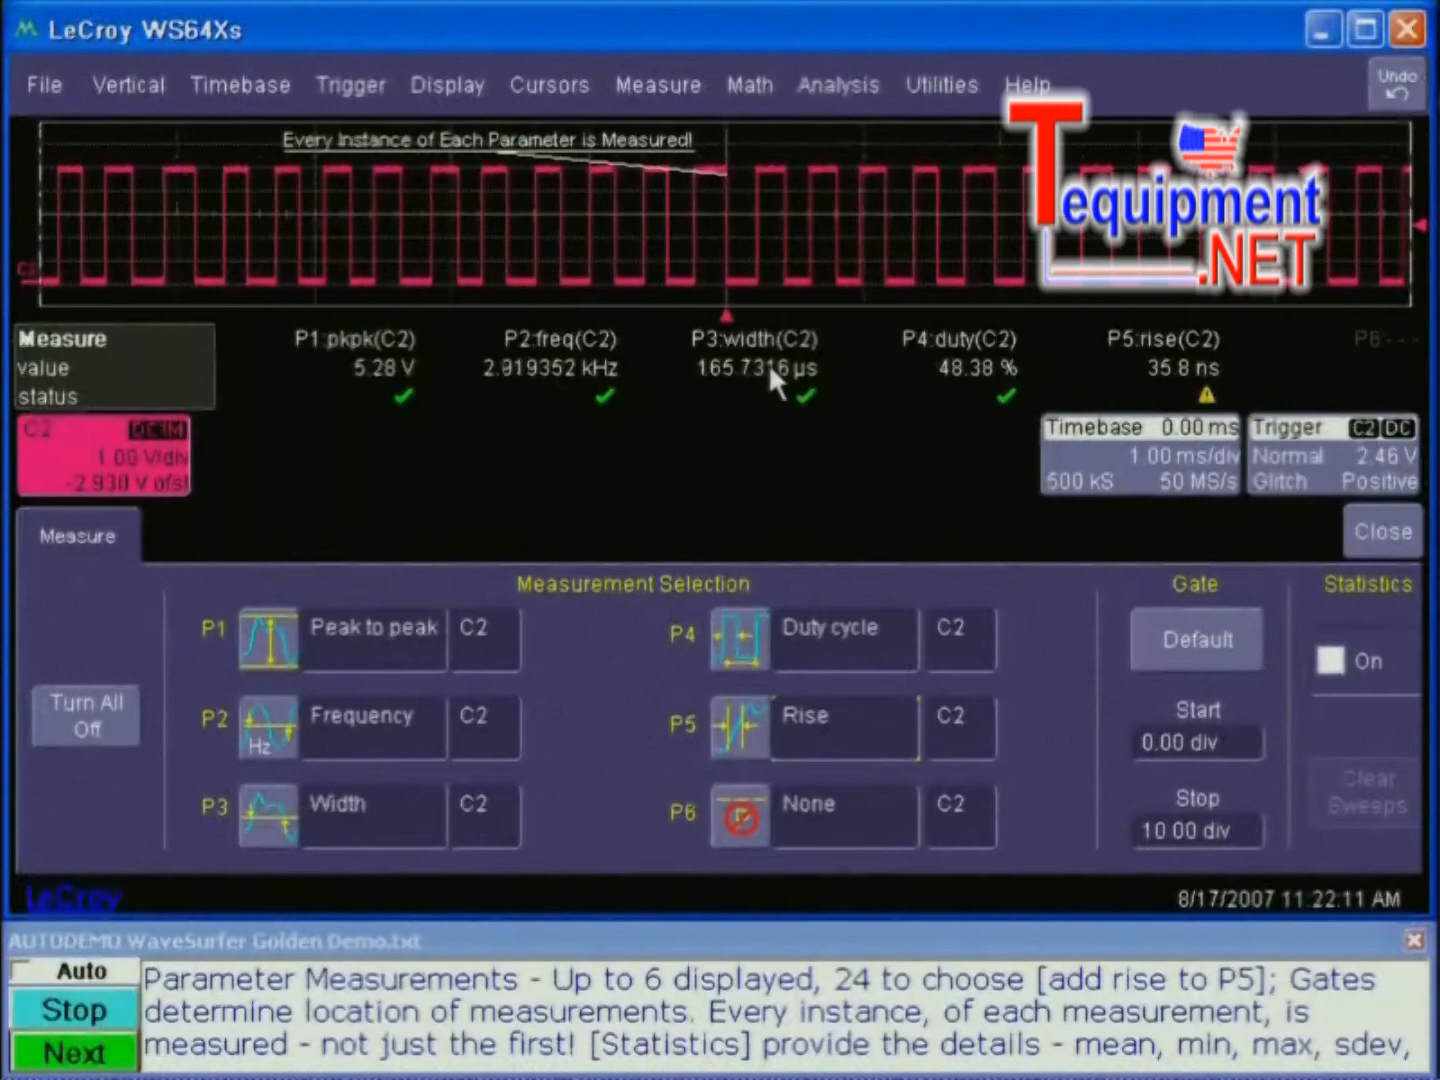 LeCroy WS64Xs
File Vertical Timebase Trigger Display Cursors Measure Math Analysis Utilities Help
Undo
Every Instance of Each Parameter is Measured!
Tequipment
.NET
Measure P1:pkpk(C2) P2:freq(C2) P3:width(C2) P4:duty(C2) P5:rise(C2) P6:---
value 5.28 V 2.919352 kHz 165.7316 µs 48.38 % 35.8 ns
status
C2 DC1M
1.00 V/div
-2.930 V ofst
Timebase 0.00 ms
1.00 ms/div
500 kS 50 MS/s
Trigger C2 DC
Normal 2.46 V
Glitch Positive
Measure
Close
Measurement Selection Gate Statistics
P1 Peak to peak C2 P4 Duty cycle C2 Default On
Turn All
Off
P2 Hz Frequency C2 P5 Rise C2 Start
0.00 div
P3 Width C2 P6 None C2 Stop
10.00 div
Clear
Sweeps
LeCroy
8/17/2007 11:22:11 AM
AUTODEMO WaveSurfer Golden Demo.txt
Auto
Stop
Next
Parameter Measurements - Up to 6 displayed, 24 to choose [add rise to P5]; Gates
determine location of measurements. Every instance, of each measurement, is
measured - not just the first! [Statistics] provide the details - mean, min, max, sdev,